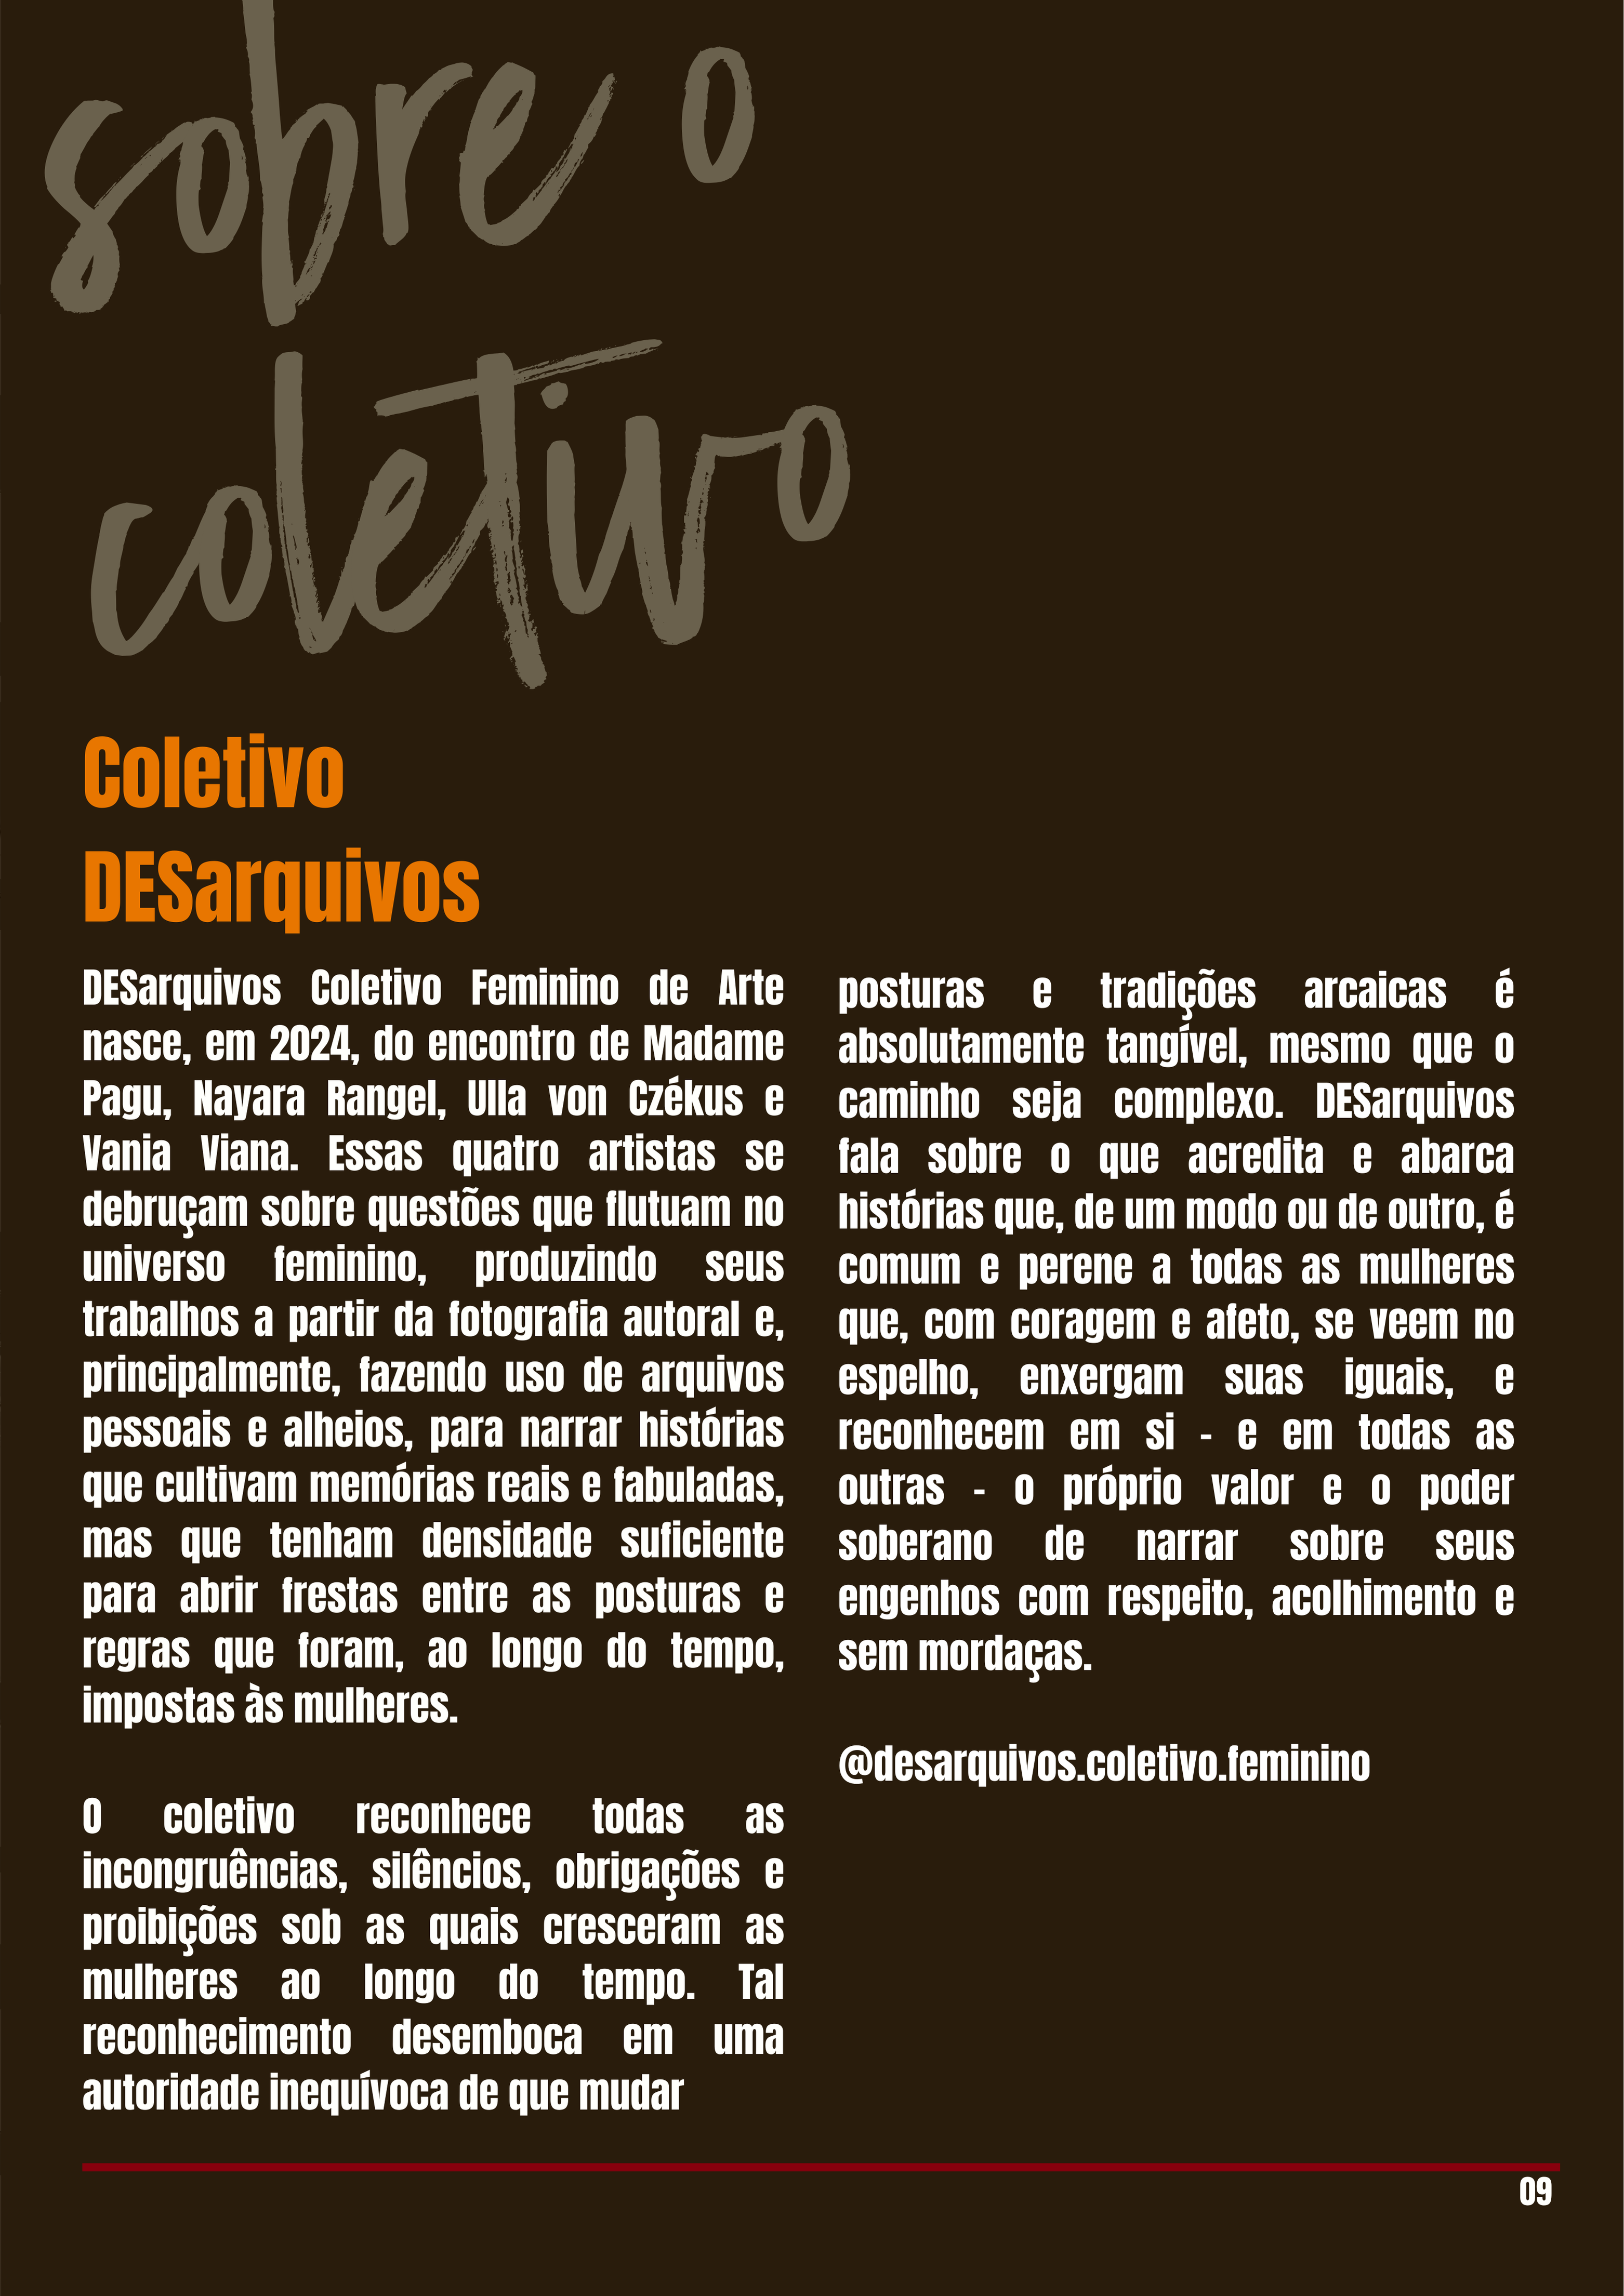 sobre o
coletivo
Coletivo
DESarquivos
DESarquivos Coletivo Feminino de Arte
nasce, em 2024, do encontro de Madame
Pagu, Nayara Rangel, Ulla von Czékus e
Vania Viana. Essas quatro artistas se
debruçam sobre questões que flutuam no
universo feminino, produzindo seus
trabalhos a partir da fotografia autoral e,
principalmente, fazendo uso de arquivos
pessoais e alheios, para narrar histórias
que cultivam memórias reais e fabuladas,
mas que tenham densidade suficiente
para abrir frestas entre as posturas e
regras que foram, ao longo do tempo,
impostas às mulheres.
O coletivo reconhece todas as
incongruências, silêncios, obrigações e
proibições sob as quais cresceram as
mulheres ao longo do tempo. Tal
reconhecimento desemboca em uma
autoridade inequívoca de que mudar
posturas e tradições arcaicas é
absolutamente tangível, mesmo que o
caminho seja complexo. DESarquivos
fala sobre o que acredita e abarca
histórias que, de um modo ou de outro, é
comum e perene a todas as mulheres
que, com coragem e afeto, se veem no
espelho, enxergam suas iguais, e
reconhecem em si - e em todas as
outras - o próprio valor e o poder
soberano de narrar sobre seus
engenhos com respeito, acolhimento e
sem mordaças.
@desarquivos.coletivo.feminino
09